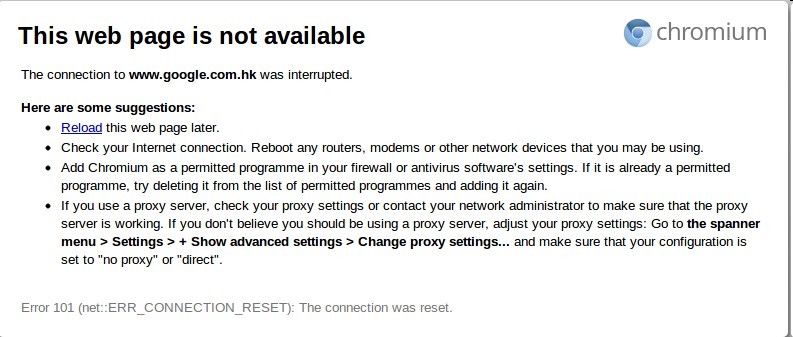 This web page is not available
chromium
The connection to www.google.com.hk was interrupted.
Here are some suggestions:
Reload this web page later.
Check your Internet connection. Reboot any routers, modems or other network devices that you may be using.
Add Chromium as a permitted programme in your firewall or antivirus software's settings. If it is already a permitted
programme, try deleting it from the list of permitted programmes and adding it again.
If you use a proxy server, check your proxy settings or contact your network administrator to make sure that the proxy
server is working. If you don't believe you should be using a proxy server, adjust your proxy settings: Go to the spanner
menu > Settings > + Show advanced settings > Change proxy settings... and make sure that your configuration is
set to "no proxy" or "direct".
Error 101 (net::ERR_CONNECTION_RESET): The connection was reset.